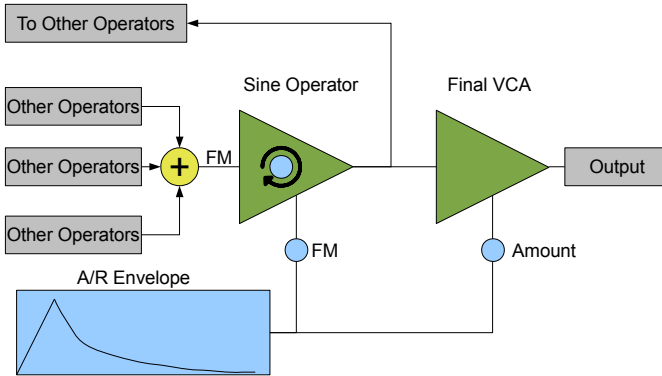 To Other Operators
Sine Operator
Final VCA
Other Operators
Other Operators
FM
Output
Other Operators
FM
Amount
A/R Envelope